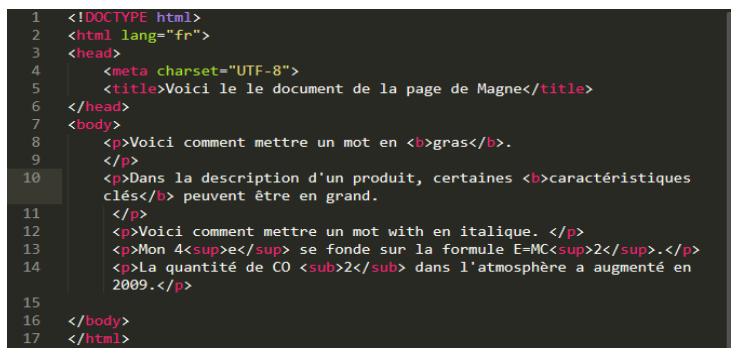 1 <!DOCTYPE html>
2 <html lang="fr">
3 <head>
4 <meta charset="UTF-8">
5 <title>Voici le le document de la page de Magne</title>
6 </head>
7 <body>
8 <p>Voici comment mettre un mot en <b>gras</b>.
9 </p>
10 <p>Dans la description d'un produit, certaines <b>caractéristiques
clés</b> peuvent être en grand.
11 </p>
12 <p>Voici comment mettre un mot with en italique. </p>
13 <p>Mon 4<sup>e</sup> se fonde sur la formule E=MC<sup>2</sup>.</p>
14 <p>La quantité de CO <sub>2</sub> dans l'atmosphère a augmenté en
2009.</p>
15
16 </body>
17 </html>